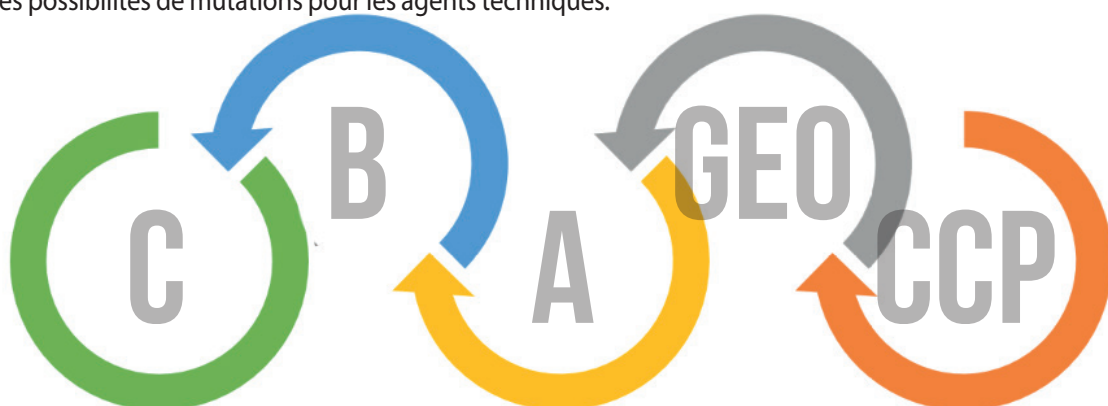 es possibilités de mutations pour les agents techniques.
C
B
A
GEO
CCP